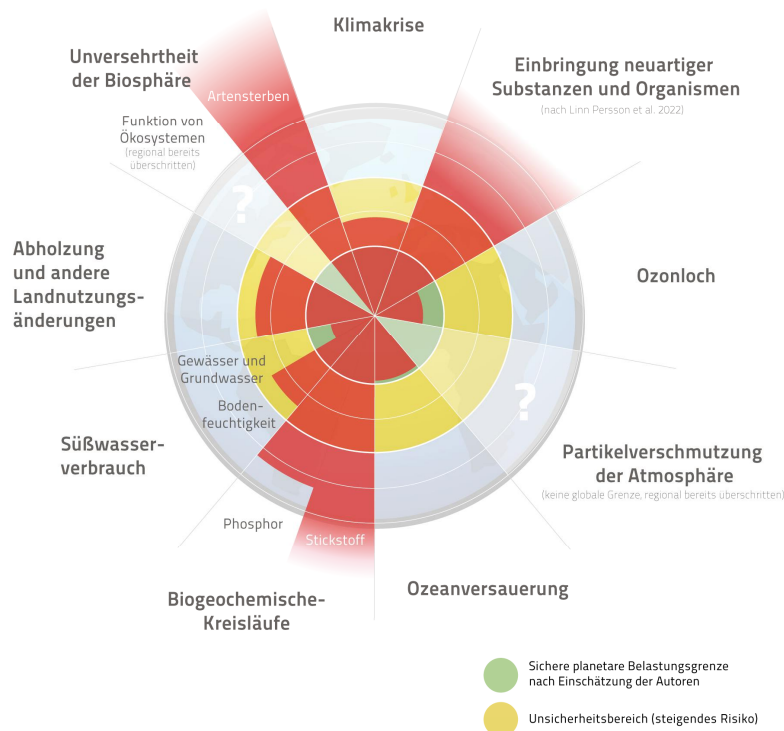 Klimakrise
Unversehrtheit
der Biosphäre
Artensterben
Funktion von
Ökosystemen
(regional bereits
überschritten)
?
Einbringung neuartiger
Substanzen und Organismen
(nach Linn Persson et al. 2022)
Abholzung
und andere
Landnutzungs-
änderungen
Ozonloch
Gewässer und
Grundwasser
Boden-
feuchtigkeit
?
Süßwasser-
verbrauch
Partikelverschmutzung
der Atmosphäre
(keine globale Grenze, regional bereits überschritten)
Phosphor
Stickstoff
Biogeochemische-
Kreisläufe
Ozeanversauerung
Sichere planetare Belastungsgrenze
nach Einschätzung der Autoren
Unsicherheitsbereich (steigendes Risiko)